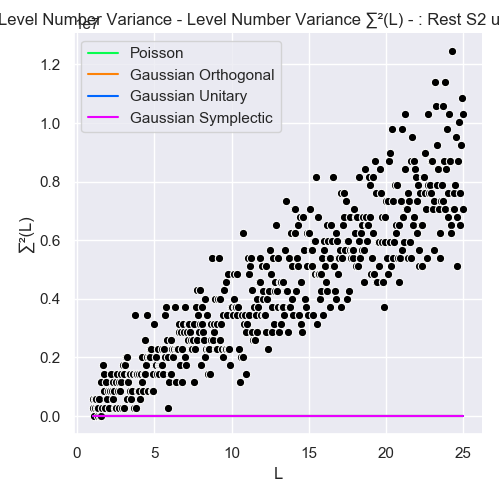 Level Number Variance - Level Number Variance ∑²(L) - : Rest S2 u
1e7
Poisson
Gaussian Orthogonal
Gaussian Unitary
Gaussian Symplectic
1.2
1.0
0.8
0.6
0.4
0.2
0.0
∑²(L)
0 5 10 15 20 25
L